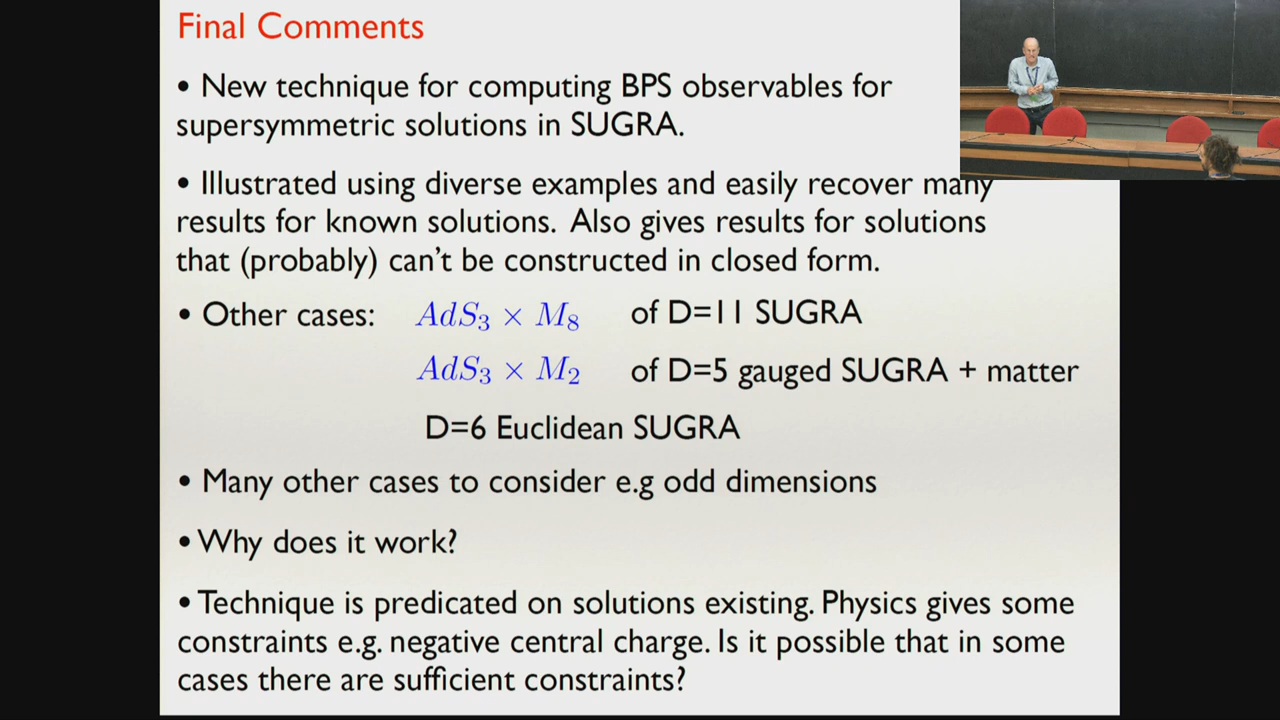 Final Comments
• New technique for computing BPS observables for
supersymmetric solutions in SUGRA.
• Illustrated using diverse examples and easily recover many
results for known solutions. Also gives results for solutions
that (probably) can't be constructed in closed form.
• Other cases: AdS₃ × M₈ of D=11 SUGRA
AdS₃ × M₂ of D=5 gauged SUGRA + matter
D=6 Euclidean SUGRA
• Many other cases to consider e.g odd dimensions
• Why does it work?
• Technique is predicated on solutions existing. Physics gives some
constraints e.g. negative central charge. Is it possible that in some
cases there are sufficient constraints?